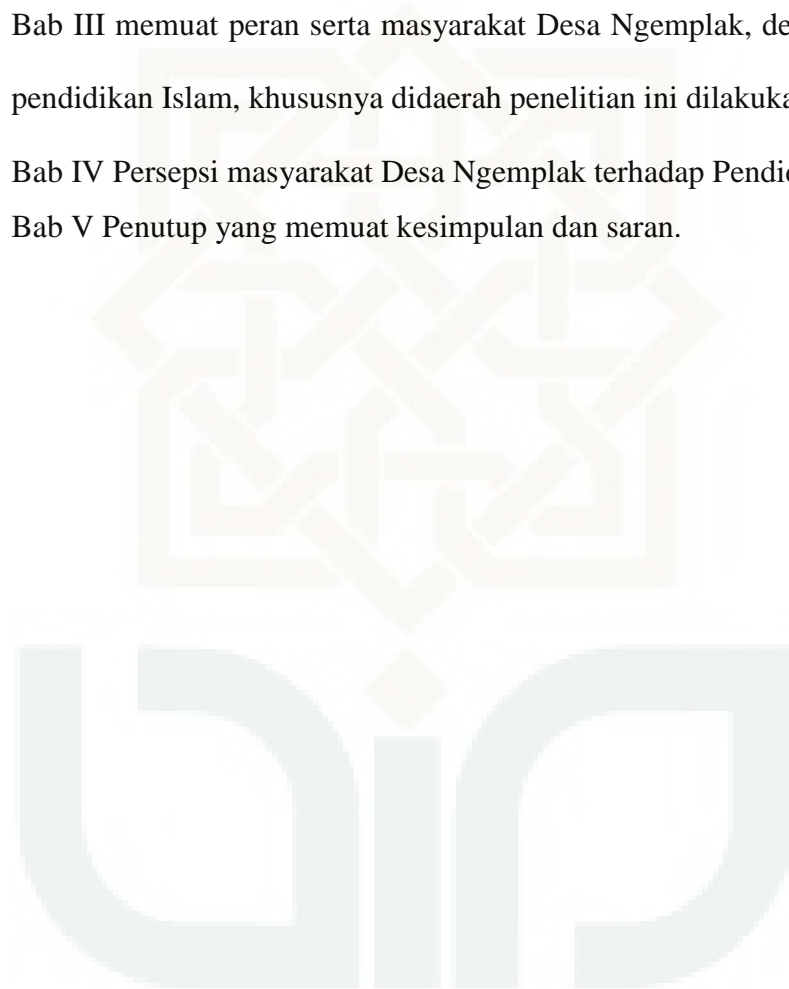 Bab III memuat peran serta masyarakat Desa Ngemplak,
pendidikan Islam, khususnya didaerah penelitian ini
Bab IV Persepsi masyarakat Desa Ngemplak terhadap
Bab V Penutup yang memuat kesimpulan dan saran.